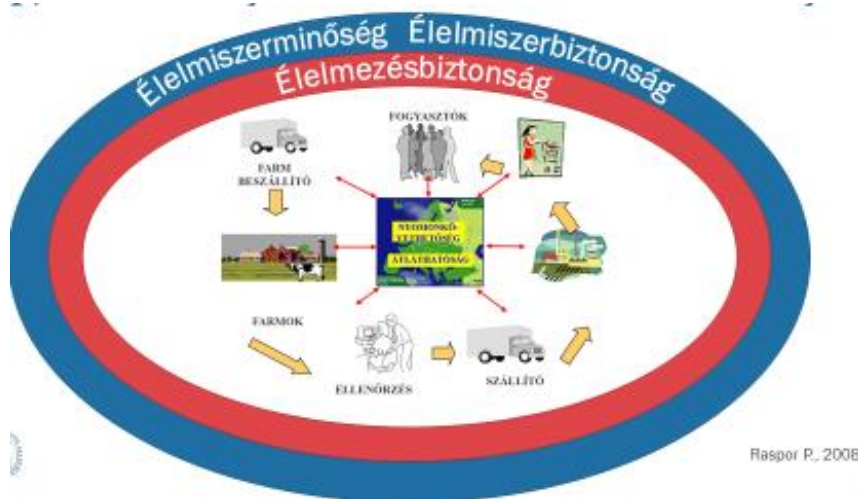 Élelmiszerminőség Élelmiszerbiztonság
Élelmezésbiztonság
FOGYASZTÓK
FARM
BESZÁLLÍTÓ
NYOMONKÖ-
VETHETŐSÉG
ÁTLÁTHATÓSÁG
FARMOK
ELLENŐRZÉS
SZÁLLÍTÓ
Raspor P., 2008